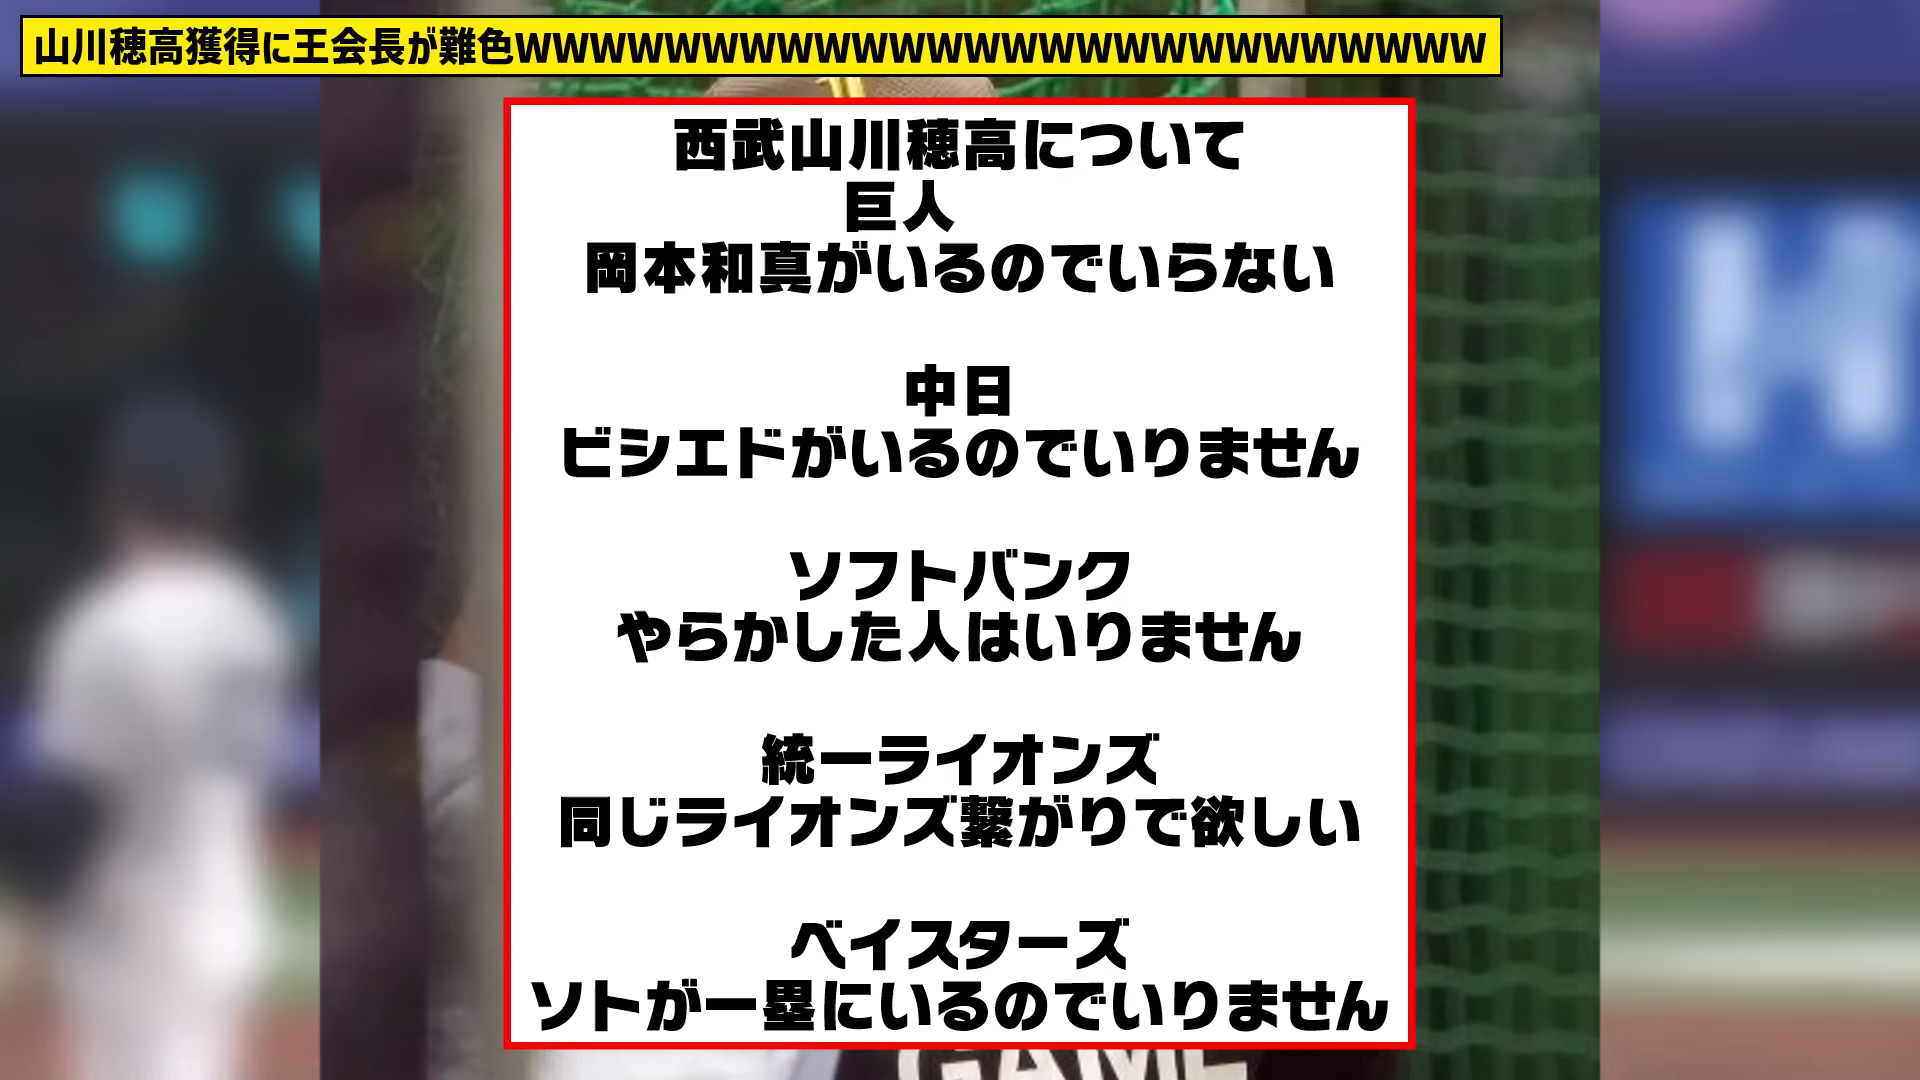 山川穂高獲得に王会長が難色WWWWWWWWWWWWWWWWWWWWWWWWWW
西武山川穂高について
巨人
岡本和真がいるのでいらない
中日
ビシエドがいるのでいりません
ソフトバンク
やらかした人はいりません
統一ライオンズ
同じライオンズ繋がりで欲しい
ベイスターズ
ソトが一塁にいるのでいりません
GAME